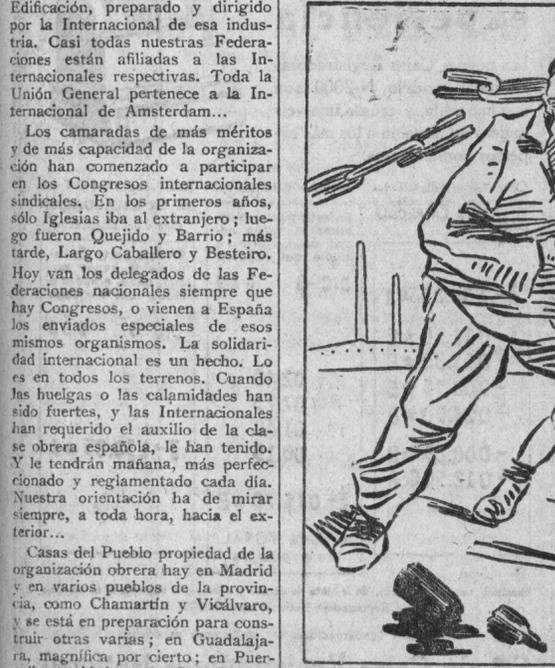 Edificación, preparado y dirigido
por la Internacional de esa indus-
tria. Casi todas nuestras Federa-
ciones están afiliadas a las In-
ternacionales respectivas. Toda la
Unión General pertenece a la In-
ternacional de Amsterdam...
Los camaradas de más méritos
y de más capacidad de la organiza-
ción han comenzado a participar
en los Congresos internacionales
sindicales. En los primeros años,
sólo Iglesias iba al extranjero; lue-
go fueron Quejido y Barrio; más
tarde, Largo Caballero y Besteiro.
Hoy van los delegados de las Fe-
deraciones nacionales siempre que
hay Congresos, o vienen a España
los enviados especiales de esos
mismos organismos. La solidari-
dad internacional es un hecho. Lo
es en todos los terrenos. Cuando
las huelgas o las calamidades han
sido fuertes, y las Internacionales
han requerido el auxilio de la cla-
se obrera española, le han tenido.
Y le tendrán mañana, más perfec-
cionado y reglamentado cada día.
Nuestra orientación ha de mirar
siempre, a toda hora, hacia el ex-
terior...
Casas del Pueblo propiedad de la
organización obrera hay en Madrid
y en varios pueblos de la provin-
cia, como Chamartín y Vicálvaro,
y se está en preparación para cons-
truir otras varias; en Guadalaja-
ra, magnífica por cierto; en Puer-